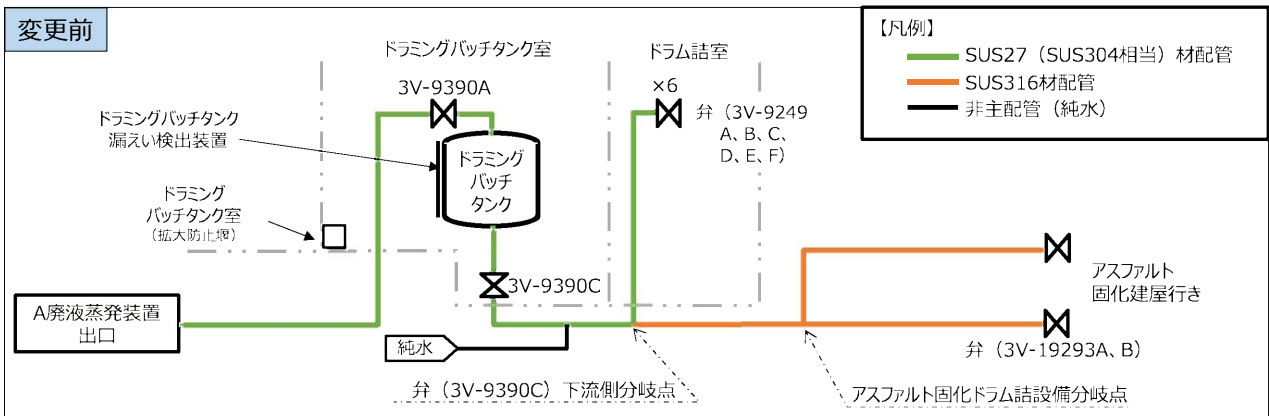 変更前
【凡例】
SUS27（SUS304相当）材配管
SUS316材配管
非主配管（純水）
ドラミングバッチタンク室
ドラム詰室
3V-9390A
×6
弁（3V-9249
A、B、C、
D、E、F）
ドラミングバッチタンク
漏えい検出装置
ドラミング
バッチ
タンク
ドラミング
バッチタンク室
（拡大防止堰）
3V-9390C
アスファルト
固化建屋行き
A廃液蒸発装置
出口
純水
弁（3V-19293A、B）
弁（3V-9390C）下流側分岐点
アスファルト固化ドラム詰設備分岐点